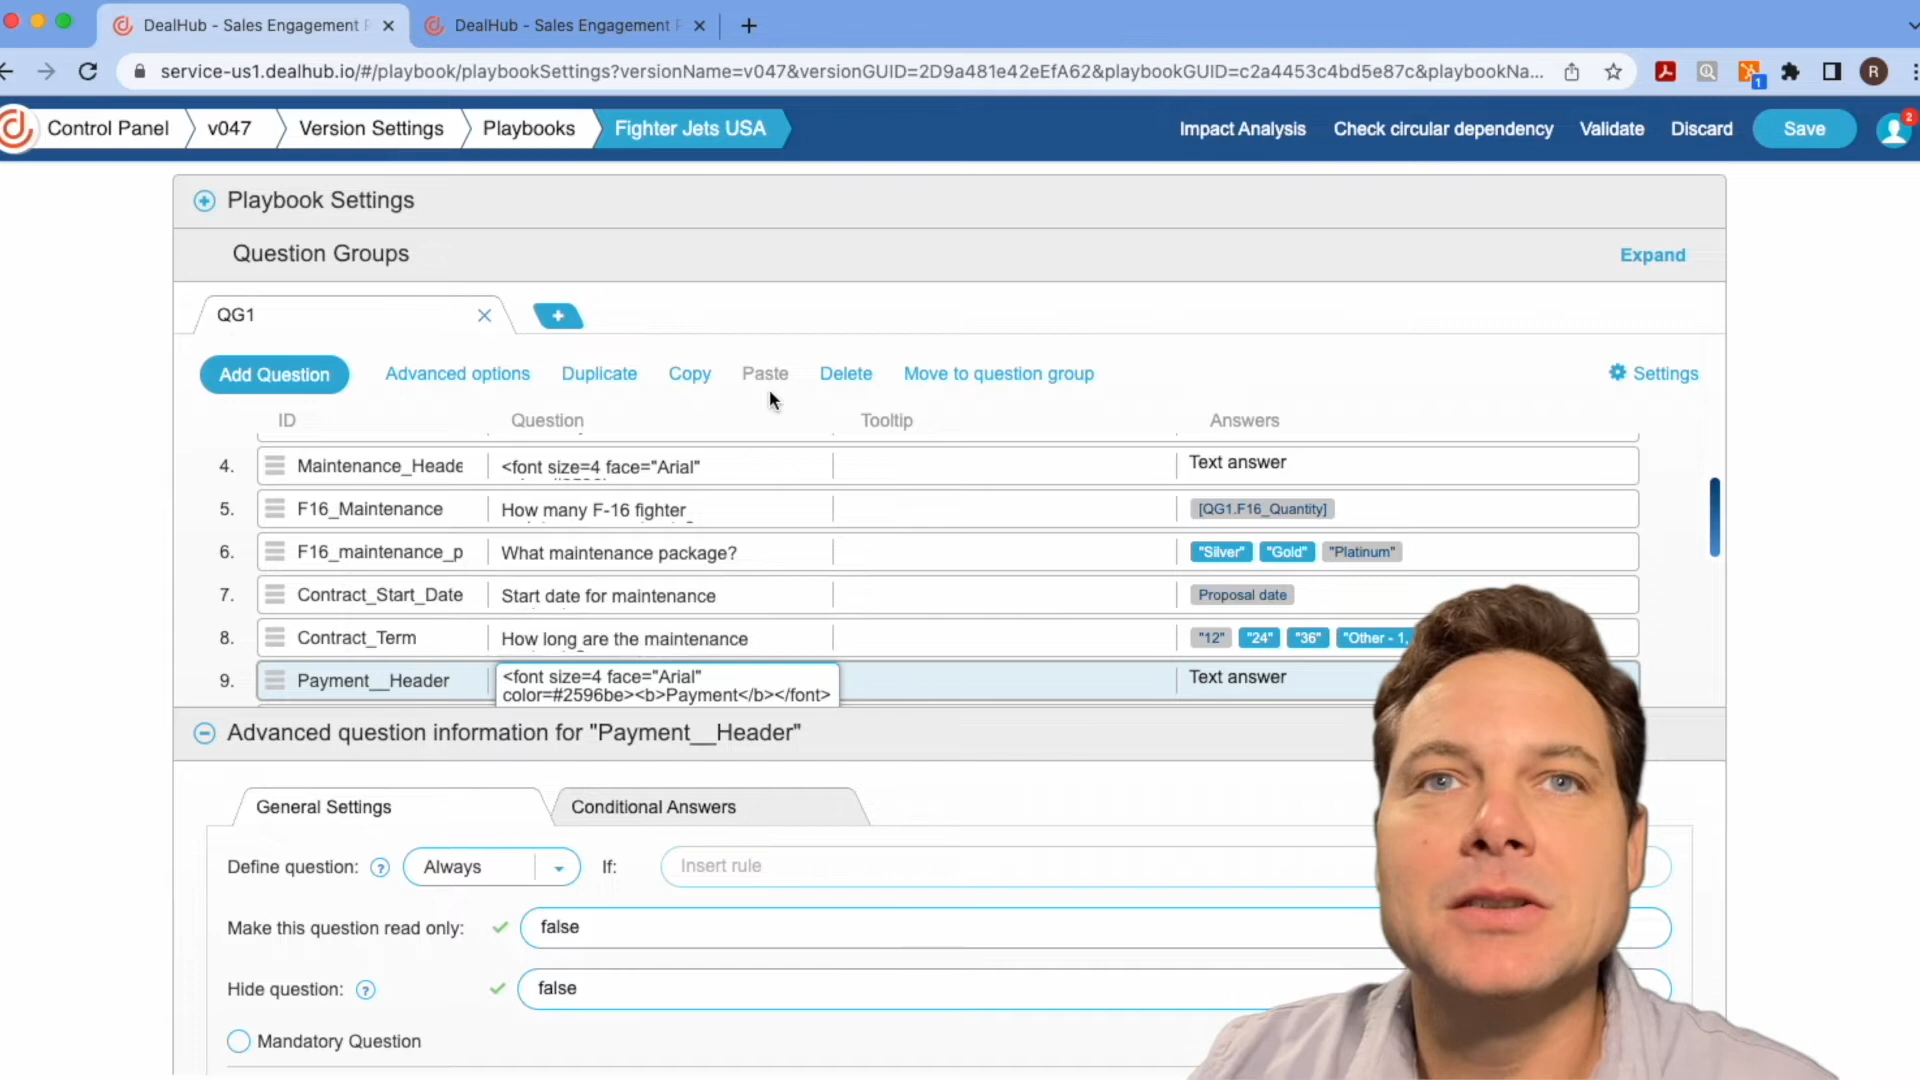 DealHub - Sales Engagement P
DealHub - Sales Engagement P
service-us1.dealhub.io/#/playbook/playbookSettings?versionName=v047&versionGUID=2D9a481e42eEfA62&playbookGUID=c2a4453c4bd5e87c&playbookNa...
1
R
Control Panel
v047
Version Settings
Playbooks
Fighter Jets USA
Impact Analysis
Check circular dependency
Validate
Discard
Save
2
Playbook Settings
Question Groups
Expand
QG1
Add Question
Advanced options
Duplicate
Copy
Paste
Delete
Move to question group
Settings
ID
Question
Tooltip
Answers
4. Maintenance_Heade <font size=4 face="Arial" Text answer
5. F16_Maintenance How many F-16 fighter [QG1.F16_Quantity]
6. F16_maintenance_p What maintenance package? "Silver" "Gold" "Platinum"
7. Contract_Start_Date Start date for maintenance Proposal date
8. Contract_Term How long are the maintenance "12" "24" "36" "Other - 1,
9. Payment__Header <font size=4 face="Arial" Text answer
color=#2596be><b>Payment</b></font>
Advanced question information for "Payment__Header"
General Settings
Conditional Answers
Define question: ? Always If: Insert rule
Make this question read only: false
Hide question: ? false
Mandatory Question